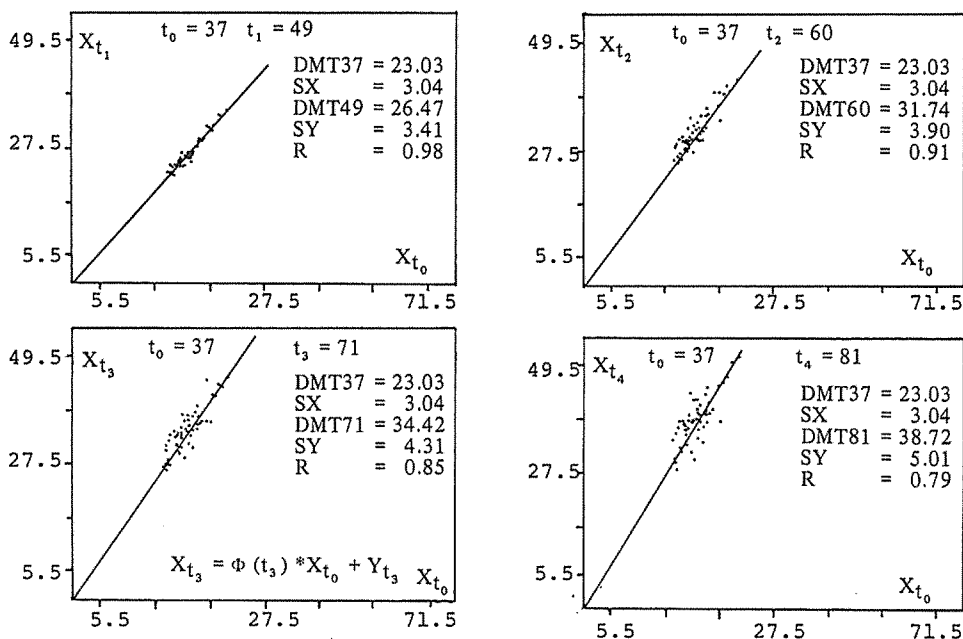 X_{t_1} t_0 = 37 t_1 = 49
49.5
DMT37 = 23.03
SX = 3.04
DMT49 = 26.47
SY = 3.41
R = 0.98
27.5
5.5
X_{t_0}
5.5 27.5 71.5
X_{t_2} t_0 = 37 t_2 = 60
49.5
DMT37 = 23.03
SX = 3.04
DMT60 = 31.74
SY = 3.90
R = 0.91
27.5
5.5
X_{t_0}
5.5 27.5 71.5
X_{t_3} t_0 = 37 t_3 = 71
49.5
DMT37 = 23.03
SX = 3.04
DMT71 = 34.42
SY = 4.31
R = 0.85
27.5
5.5
X_{t_3} = Φ (t_3) *X_{t_0} + Y_{t_3} X_{t_0}
5.5 27.5 71.5
X_{t_4} t_0 = 37 t_4 = 81
49.5
DMT37 = 23.03
SX = 3.04
DMT81 = 38.72
SY = 5.01
R = 0.79
27.5
5.5
X_{t_0}
5.5 27.5 71.5